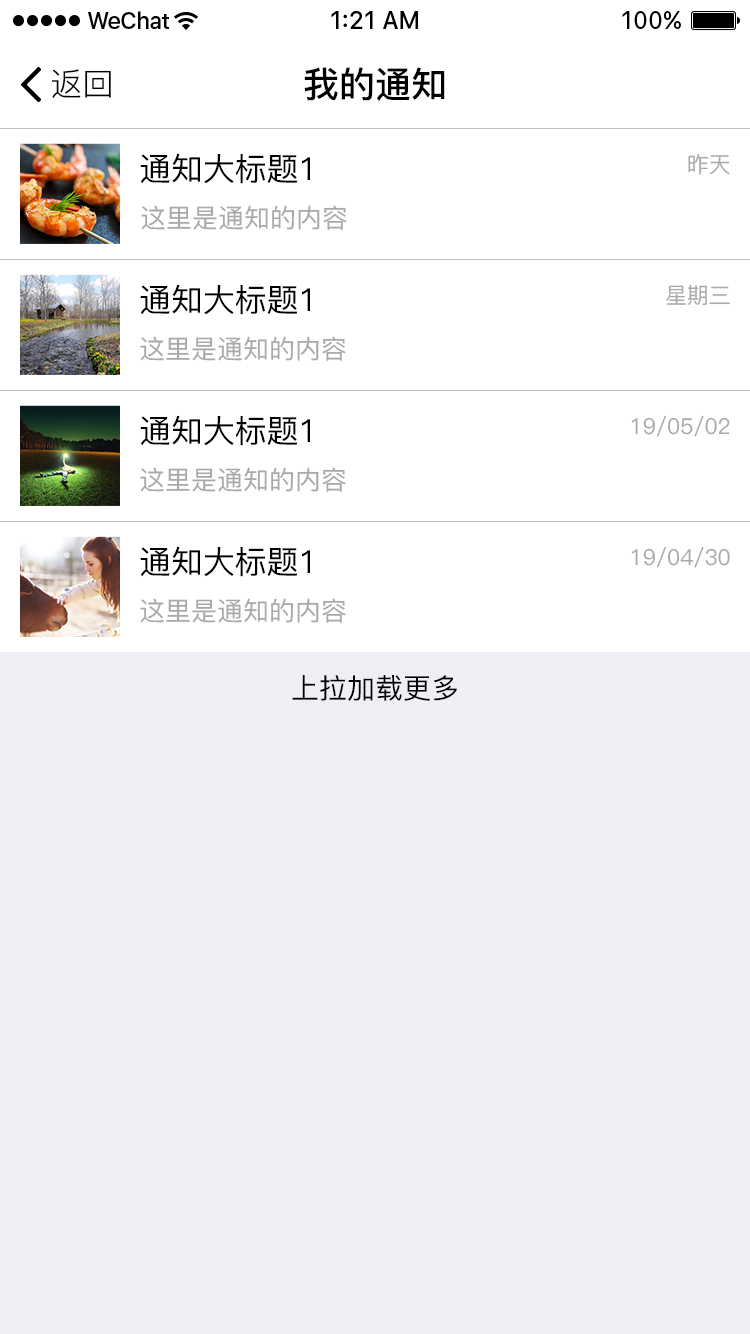 WeChat 1:21 AM 100%
返回 我的通知
通知大标题1 昨天
这里是通知的内容
通知大标题1 星期三
这里是通知的内容
通知大标题1 19/05/02
这里是通知的内容
通知大标题1 19/04/30
这里是通知的内容
上拉加载更多